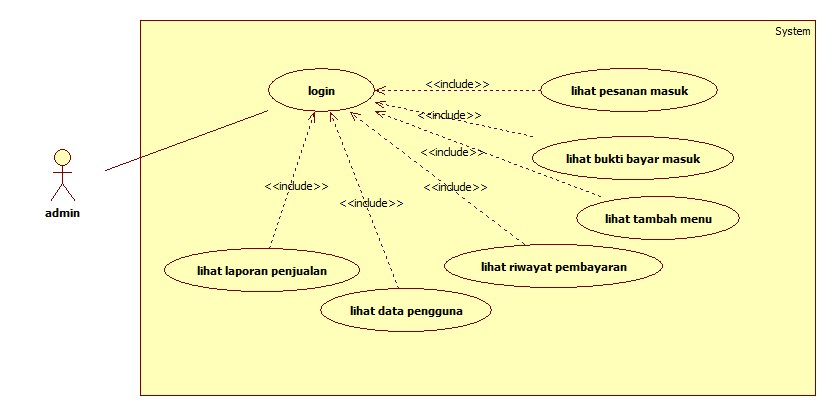 System
login
<<include>>
lihat pesanan masuk
<<include>>
<<include>>
lihat bukti bayar masuk
admin
<<include>>
<<include>>
<<include>>
lihat tambah menu
lihat laporan penjualan
lihat riwayat pembayaran
lihat data pengguna